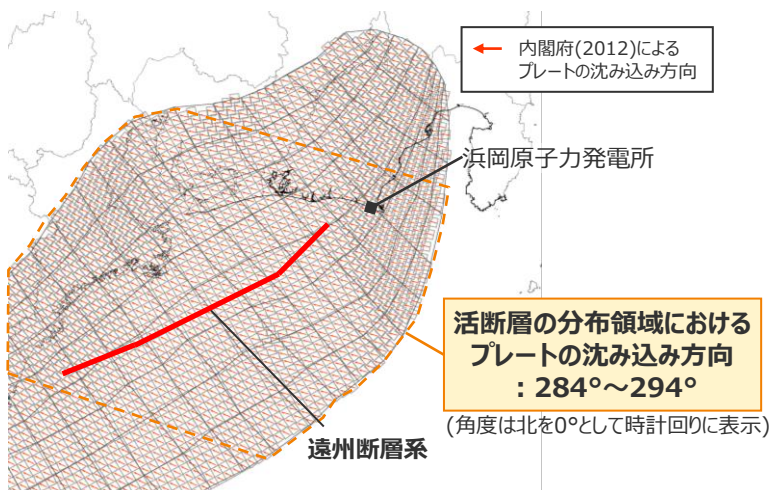 内閣府(2012)による
プレートの沈み込み方向
浜岡原子力発電所
活断層の分布領域における
プレートの沈み込み方向
：284°～294°
(角度は北を0°として時計回りに表示)
遠州断層系